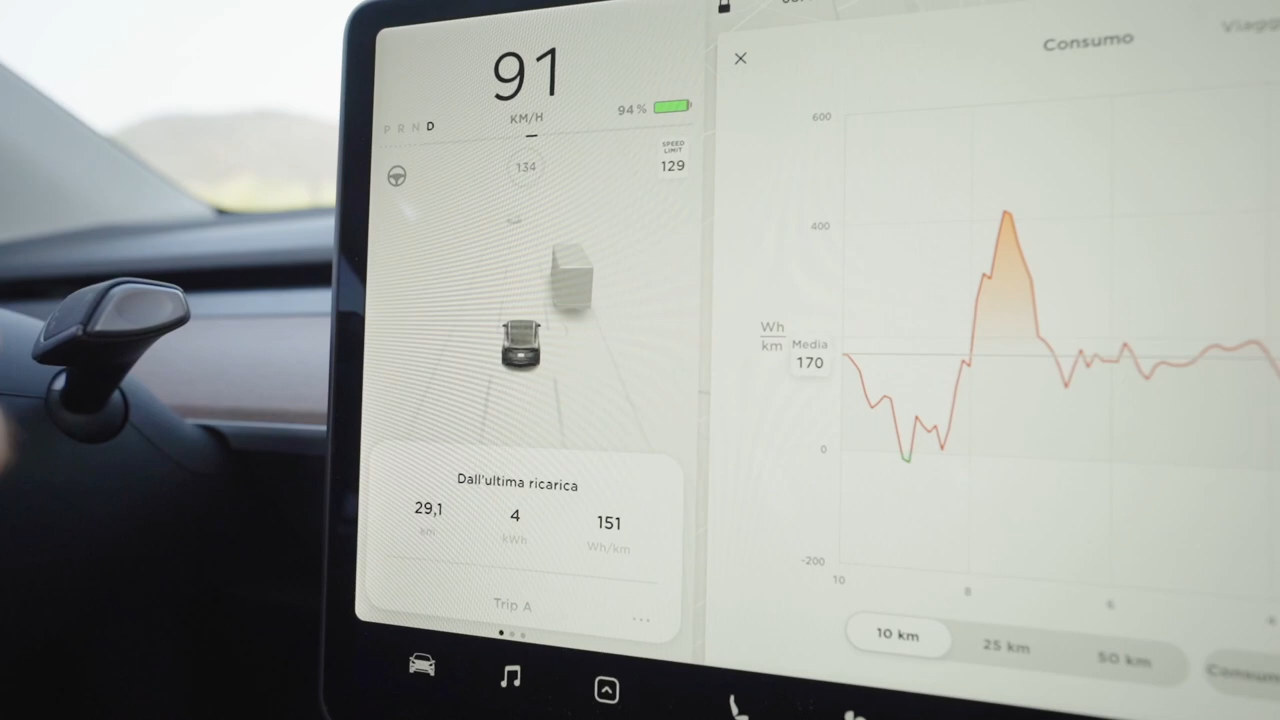 91
KM/H
94%
P R N D
134
SPEED
LIMIT
129
Dall'ultima ricarica
29,1 4 151
km kWh Wh/km
Trip A
...
Consumo
600
400
Wh
km
Media
170
0
-200
10 8 6
10 km 25 km 50 km